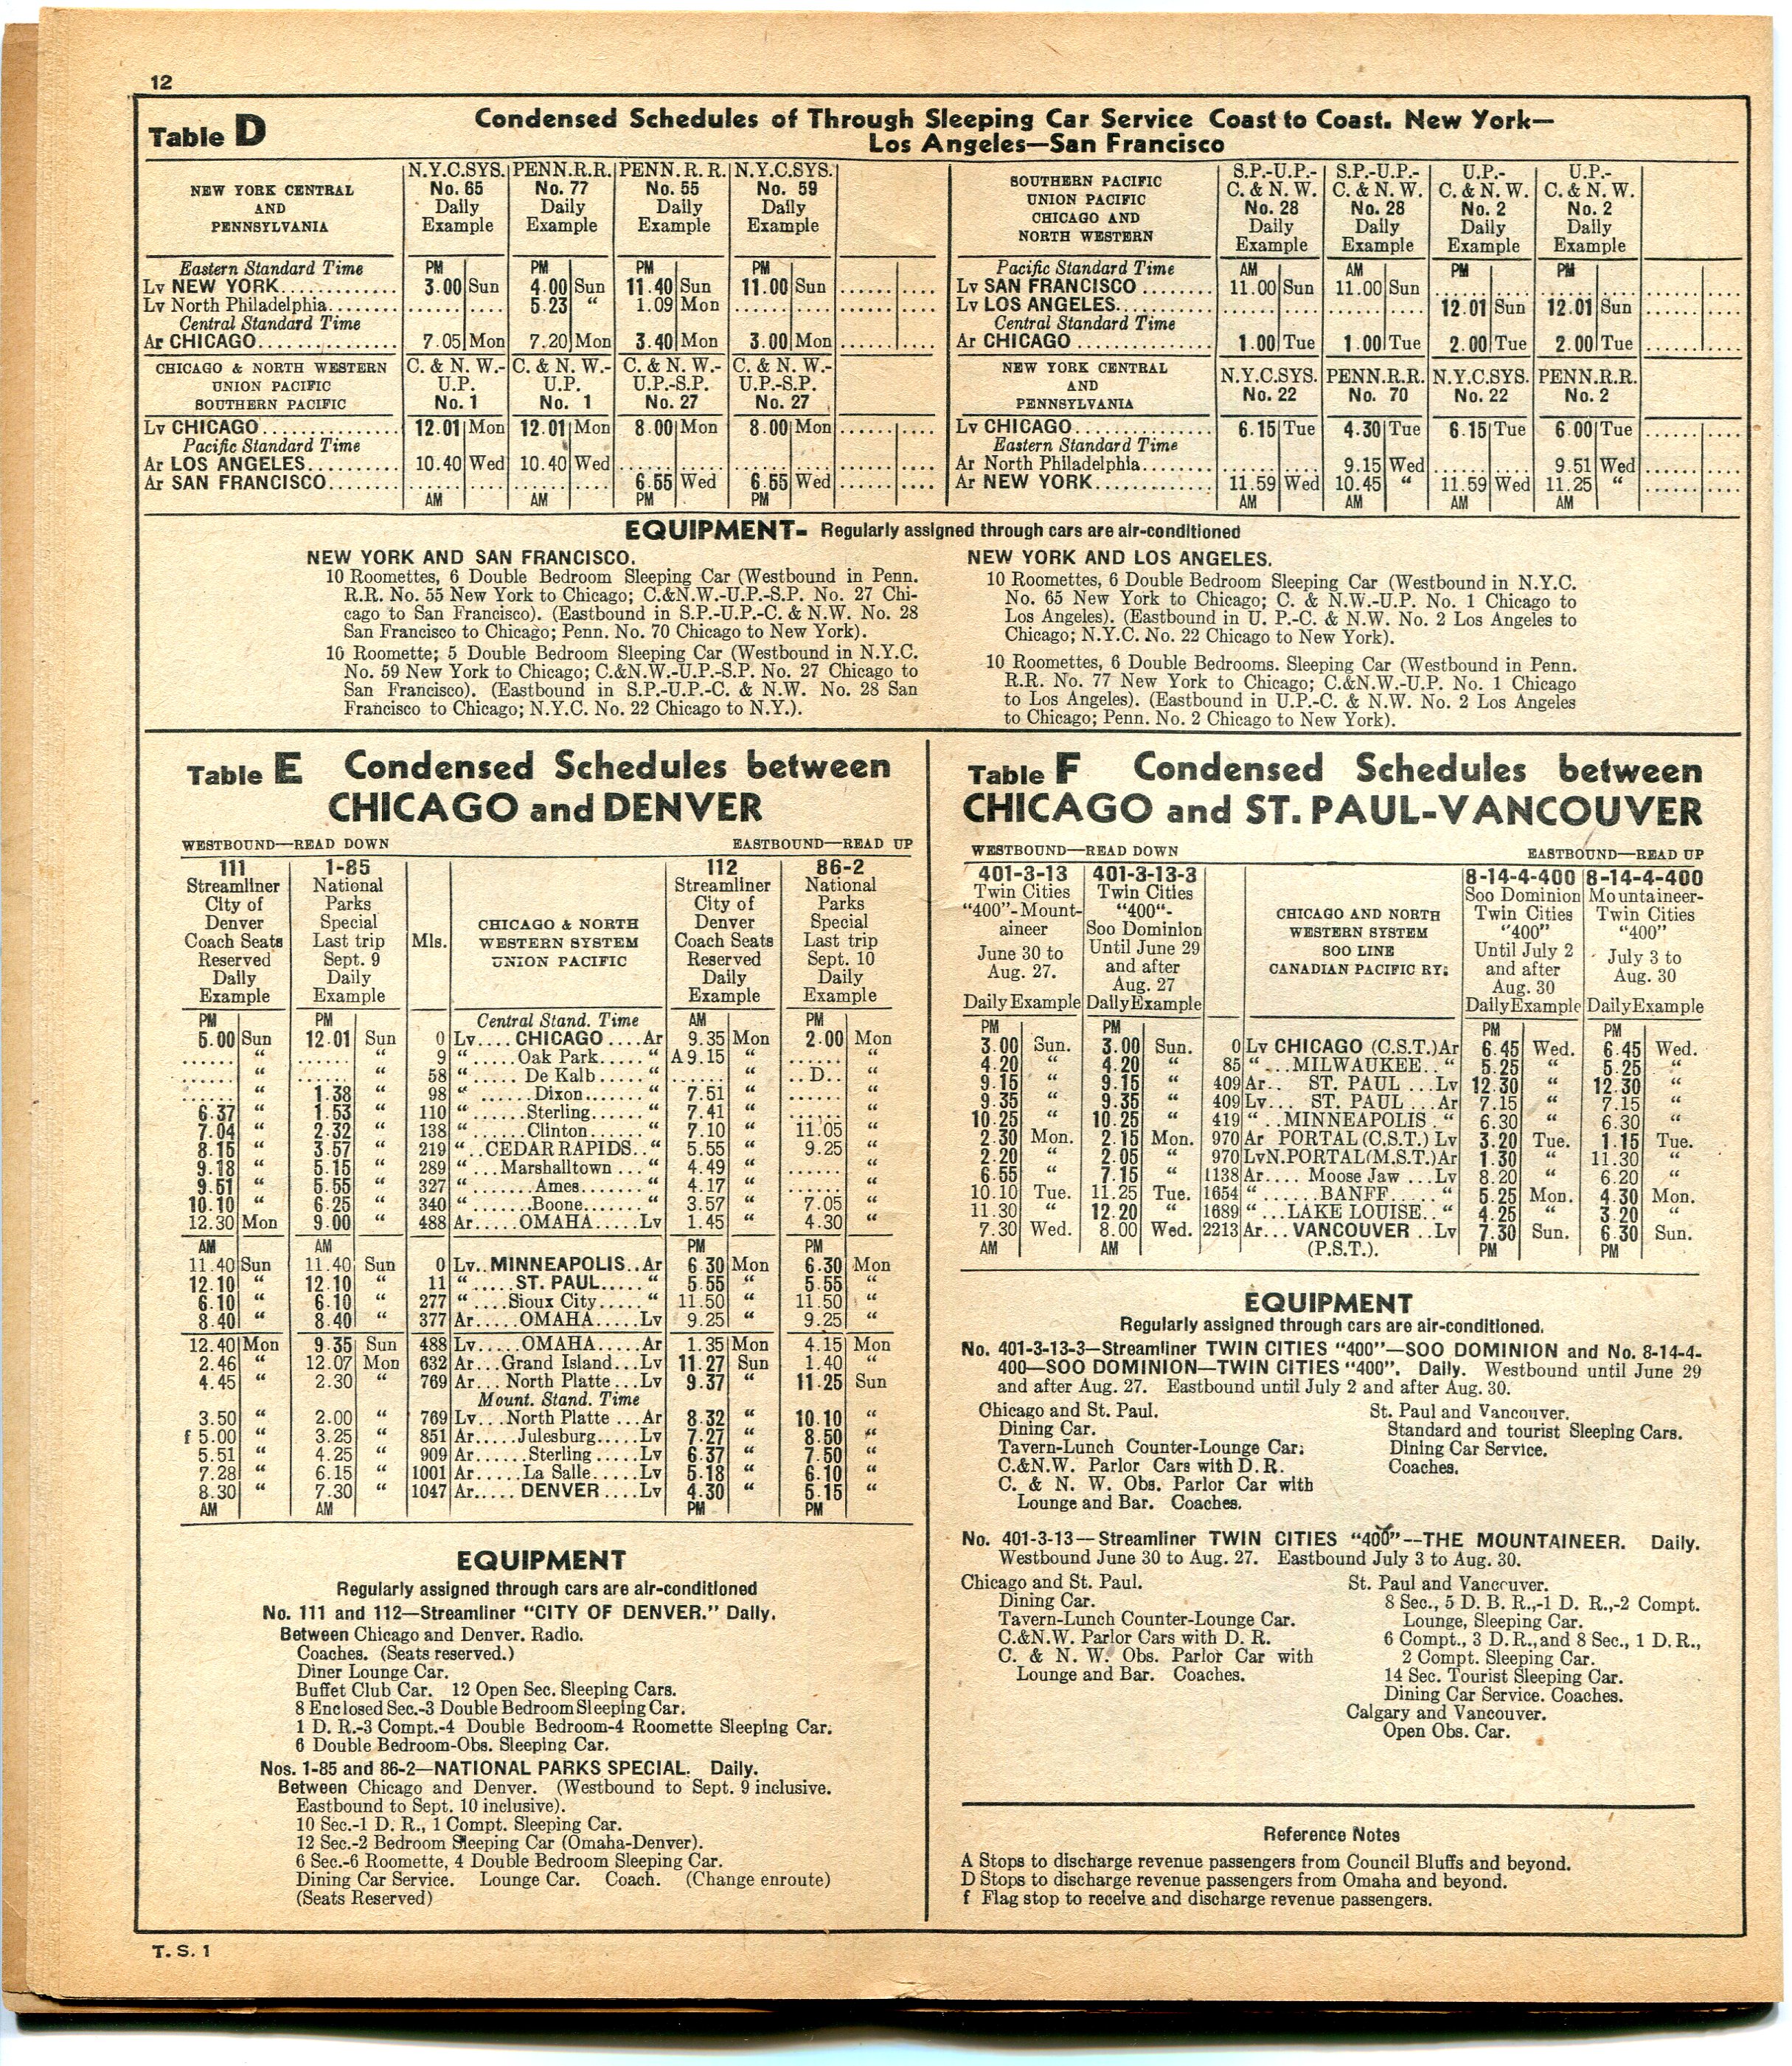 12
Table D
Condensed Schedules of Through Sleeping Car Service Coast to Coast. New York—
Los Angeles—San Francisco
NEW YORK CENTRAL AND PENNSYLVANIA | N.Y.C.SYS. No. 65 Daily Example | PENN.R.R. No. 77 Daily Example | PENN. R. R. No. 55 Daily Example | N.Y.C.SYS. No. 59 Daily Example
Eastern Standard Time | PM | PM | PM | PM
Lv NEW YORK............ | 3.00 Sun | 4.00 Sun | 11.40 Sun | 11.00 Sun
Lv North Philadelphia........ | ...... | 5.23 “ | 1.09 Mon | ......
Central Standard Time
Ar CHICAGO................ | 7.05 Mon | 7.20 Mon | 3.40 Mon | 3.00 Mon
CHICAGO & NORTH WESTERN UNION PACIFIC SOUTHERN PACIFIC | C. & N. W.- U.P. No. 1 | C. & N. W.- U.P. No. 1 | C. & N. W.- U.P.-S.P. No. 27 | C. & N. W.- U.P.-S.P. No. 27
Lv CHICAGO................ | 12.01 Mon | 12.01 Mon | 8.00 Mon | 8.00 Mon
Pacific Standard Time
Ar LOS ANGELES.......... | 10.40 Wed | 10.40 Wed | ...... | ......
Ar SAN FRANCISCO........ | ...... | ...... | 6.55 Wed | 6.55 Wed
AM | AM | PM | PM
SOUTHERN PACIFIC UNION PACIFIC CHICAGO AND NORTH WESTERN | S.P.-U.P.- C. & N. W. No. 28 Daily Example | S.P.-U.P.- C. & N. W. No. 28 Daily Example | U.P.- C. & N. W. No. 2 Daily Example | U.P.- C. & N. W. No. 2 Daily Example
Pacific Standard Time | AM | AM | PM | PM
Lv SAN FRANCISCO ........ | 11.00 Sun | 11.00 Sun | ...... | ......
Lv LOS ANGELES.......... | ...... | ...... | 12.01 Sun | 12.01 Sun
Central Standard Time
Ar CHICAGO ............... | 1.00 Tue | 1.00 Tue | 2.00 Tue | 2.00 Tue
NEW YORK CENTRAL AND PENNSYLVANIA | N.Y.C.SYS. No. 22 | PENN.R.R. No. 70 | N.Y.C.SYS. No. 22 | PENN.R.R. No. 2
Lv CHICAGO................ | 6.15 Tue | 4.30 Tue | 6.15 Tue | 6.00 Tue
Eastern Standard Time
Ar North Philadelphia........ | ...... | 9.15 Wed | ...... | 9.51 Wed
Ar NEW YORK............. | 11.59 Wed | 10.45 “ | 11.59 Wed | 11.25 “
AM | AM | AM | AM
EQUIPMENT- Regularly assigned through cars are air-conditioned
NEW YORK AND SAN FRANCISCO.
10 Roomettes, 6 Double Bedroom Sleeping Car (Westbound in Penn.
R.R. No. 55 New York to Chicago; C.&N.W.-U.P.-S.P. No. 27 Chi-
cago to San Francisco). (Eastbound in S.P.-U.P.-C. & N.W. No. 28
San Francisco to Chicago; Penn. No. 70 Chicago to New York).
10 Roomette; 5 Double Bedroom Sleeping Car (Westbound in N.Y.C.
No. 59 New York to Chicago; C.&N.W.-U.P.-S.P. No. 27 Chicago to
San Francisco). (Eastbound in S.P.-U.P.-C. & N.W. No. 28 San
Francisco to Chicago; N.Y.C. No. 22 Chicago to N.Y.).
NEW YORK AND LOS ANGELES.
10 Roomettes, 6 Double Bedroom Sleeping Car (Westbound in N.Y.C.
No. 65 New York to Chicago; C. & N.W.-U.P. No. 1 Chicago to
Los Angeles). (Eastbound in U. P.-C. & N.W. No. 2 Los Angeles to
Chicago; N.Y.C. No. 22 Chicago to New York).
10 Roomettes, 6 Double Bedrooms. Sleeping Car (Westbound in Penn.
R.R. No. 77 New York to Chicago; C.&N.W.-U.P. No. 1 Chicago
to Los Angeles). (Eastbound in U.P.-C. & N.W. No. 2 Los Angeles
to Chicago; Penn. No. 2 Chicago to New York).
Table E Condensed Schedules between
CHICAGO and DENVER
WESTBOUND—READ DOWN EASTBOUND—READ UP
111 Streamliner City of Denver Coach Seats Reserved Daily Example | 1-85 National Parks Special Last trip Sept. 9 Daily Example | Mls. | CHICAGO & NORTH WESTERN SYSTEM UNION PACIFIC | 112 Streamliner City of Denver Coach Seats Reserved Daily Example | 86-2 National Parks Special Last trip Sept. 10 Daily Example
PM | PM | Central Stand. Time | AM | PM
5.00 Sun | 12.01 Sun | 0 | Lv.... CHICAGO ....Ar | 9.35 Mon | 2.00 Mon
...... “ | ...... “ | 9 | “...... Oak Park..... “ | A 9.15 “ | ...... “
...... “ | ...... “ | 58 | “...... De Kalb ..... “ | ...... “ | ..D.. “
...... “ | 1.38 “ | 98 | “.......Dixon....... “ | 7.51 “ | ...... “
6.37 “ | 1.53 “ | 110 | “......Sterling...... “ | 7.41 “ | ...... “
7.04 “ | 2.32 “ | 138 | “......Clinton...... “ | 7.10 “ | 11.05 “
8.15 “ | 3.57 “ | 219 | “..CEDAR RAPIDS.. “ | 5.55 “ | 9.25 “
9.18 “ | 5.15 “ | 289 | “...Marshalltown ... “ | 4.49 “ | ...... “
9.51 “ | 5.55 “ | 327 | “.......Ames....... “ | 4.17 “ | ...... “
10.10 “ | 6.25 “ | 340 | “.......Boone....... “ | 3.57 “ | 7.05 “
12.30 Mon | 9.00 “ | 488 | Ar.....OMAHA.....Lv | 1.45 “ | 4.30 “
AM | AM | PM | PM
11.40 Sun | 11.40 Sun | 0 | Lv..MINNEAPOLIS..Ar | 6.30 Mon | 6.30 Mon
12.10 “ | 12.10 “ | 11 | “.....ST. PAUL..... “ | 5.55 “ | 5.55 “
6.10 “ | 6.10 “ | 277 | “....Sioux City..... “ | 11.50 “ | 11.50 “
8.40 “ | 8.40 “ | 377 | Ar.....OMAHA.....Lv | 9.25 “ | 9.25 “
12.40 Mon | 9.35 Sun | 488 | Lv.....OMAHA.....Ar | 1.35 Mon | 4.15 Mon
2.46 “ | 12.07 Mon | 632 | Ar...Grand Island...Lv | 11.27 Sun | 1.40 “
4.45 “ | 2.30 “ | 769 | Ar... North Platte ...Lv | 9.37 “ | 11.25 Sun
Mount. Stand. Time
3.50 “ | 2.00 “ | 769 | Lv...North Platte ...Ar | 8.32 “ | 10.10 “
f 5.00 “ | 3.25 “ | 851 | Ar.....Julesburg.....Lv | 7.27 “ | 8.50 “
5.51 “ | 4.25 “ | 909 | Ar......Sterling .....Lv | 6.37 “ | 7.50 “
7.28 “ | 6.15 “ | 1001 | Ar.....La Salle.....Lv | 5.18 “ | 6.10 “
8.30 “ | 7.30 “ | 1047 | Ar..... DENVER ....Lv | 4.30 “ | 5.15 “
AM | AM | PM | PM
EQUIPMENT
Regularly assigned through cars are air-conditioned
No. 111 and 112—Streamliner “CITY OF DENVER.” Daily.
Between Chicago and Denver. Radio.
Coaches. (Seats reserved.)
Diner Lounge Car.
Buffet Club Car. 12 Open Sec. Sleeping Cars.
8 Enclosed Sec.-3 Double Bedroom Sleeping Car.
1 D. R.-3 Compt.-4 Double Bedroom-4 Roomette Sleeping Car.
6 Double Bedroom-Obs. Sleeping Car.
Nos. 1-85 and 86-2—NATIONAL PARKS SPECIAL. Daily.
Between Chicago and Denver. (Westbound to Sept. 9 inclusive.
Eastbound to Sept. 10 inclusive).
10 Sec.-1 D. R., 1 Compt. Sleeping Car.
12 Sec.-2 Bedroom Sleeping Car (Omaha-Denver).
6 Sec.-6 Roomette, 4 Double Bedroom Sleeping Car.
Dining Car Service. Lounge Car. Coach. (Change enroute)
(Seats Reserved)
Table F Condensed Schedules between
CHICAGO and ST. PAUL-VANCOUVER
WESTBOUND—READ DOWN EASTBOUND—READ UP
401-3-13 Twin Cities “400”-Mount- aineer June 30 to Aug. 27. Daily Example | 401-3-13-3 Twin Cities “400“- Soo Dominion Until June 29 and after Aug. 27 Daily Example | CHICAGO AND NORTH WESTERN SYSTEM SOO LINE CANADIAN PACIFIC RY. | 8-14-4-400 Soo Dominion Twin Cities “400” Until July 2 and after Aug. 30 Daily Example | 8-14-4-400 Mountaineer- Twin Cities “400” July 3 to Aug. 30 Daily Example
PM | PM | PM | PM
3.00 Sun. | 3.00 Sun. | 0 | Lv CHICAGO (C.S.T.) Ar | 6.45 Wed. | 6.45 Wed.
4.20 “ | 4.20 “ | 85 | “ ...MILWAUKEE.. “ | 5.25 “ | 5.25 “
9.15 “ | 9.15 “ | 409 | Ar.. ST. PAUL ...Lv | 12.30 “ | 12.30 “
9.35 “ | 9.35 “ | 409 | Lv... ST. PAUL ...Ar | 7.15 “ | 7.15 “
10.25 “ | 10.25 “ | 419 | “..MINNEAPOLIS. “ | 6.30 “ | 6.30 “
2.30 Mon. | 2.15 Mon. | 970 | Ar PORTAL (C.S.T.) Lv | 3.20 Tue. | 1.15 Tue.
2.20 “ | 2.05 “ | 970 | Lv N.PORTAL (M.S.T.) Ar | 1.30 “ | 11.30 “
6.55 “ | 7.15 “ | 1138 | Ar.... Moose Jaw ...Lv | 8.20 “ | 6.20 “
10.10 Tue. | 11.25 Tue. | 1654 | “......BANFF..... “ | 5.25 Mon. | 4.30 Mon.
11.30 “ | 12.20 “ | 1689 | “...LAKE LOUISE.. “ | 4.25 “ | 3.20 “
7.30 Wed. | 8.00 Wed. | 2213 | Ar... VANCOUVER ..Lv | 7.30 Sun. | 6.30 Sun.
AM | AM | (P.S.T.). | PM | PM
EQUIPMENT
Regularly assigned through cars are air-conditioned.
No. 401-3-13-3—Streamliner TWIN CITIES “400”—SOO DOMINION and No. 8-14-4-
400—SOO DOMINION—TWIN CITIES “400”. Daily. Westbound until June 29
and after Aug. 27. Eastbound until July 2 and after Aug. 30.
Chicago and St. Paul.
Dining Car.
Tavern-Lunch Counter-Lounge Car.
C.&N.W. Parlor Cars with D. R.
C. & N. W. Obs. Parlor Car with
Lounge and Bar. Coaches.
St. Paul and Vancouver.
Standard and tourist Sleeping Cars.
Dining Car Service.
Coaches.
No. 401-3-13—Streamliner TWIN CITIES “400”--THE MOUNTAINEER. Daily.
Westbound June 30 to Aug. 27. Eastbound July 3 to Aug. 30.
Chicago and St. Paul.
Dining Car.
Tavern-Lunch Counter-Lounge Car.
C.&N.W. Parlor Cars with D. R.
C. & N. W. Obs. Parlor Car with
Lounge and Bar. Coaches.
St. Paul and Vancouver.
8 Sec., 5 D. B. R.,-1 D. R.,-2 Compt.
Lounge, Sleeping Car.
6 Compt., 3 D. R., and 8 Sec., 1 D. R.,
2 Compt. Sleeping Car.
14 Sec. Tourist Sleeping Car.
Dining Car Service. Coaches.
Calgary and Vancouver.
Open Obs. Car.
Reference Notes
A Stops to discharge revenue passengers from Council Bluffs and beyond.
D Stops to discharge revenue passengers from Omaha and beyond.
f Flag stop to receive and discharge revenue passengers.
T. S. 1